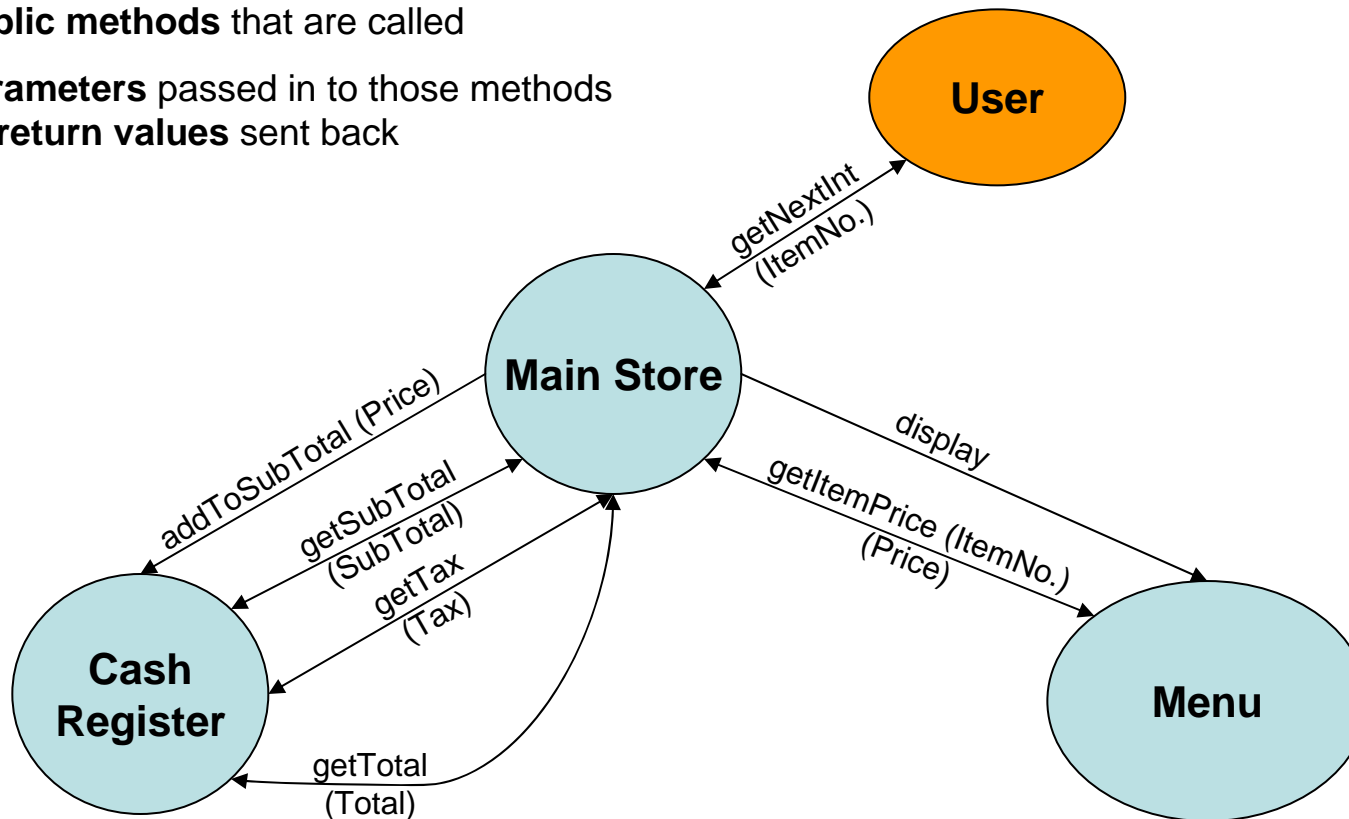 blic methods that are called
rameters passed in to those methods
return values sent back
User
getNextInt
(ItemNo.)
Main Store
addToSubTotal (Price)
getSubTotal
(SubTotal)
getTax
(Tax)
display
getItemPrice (ItemNo.)
(Price)
Cash
Register
Menu
getTotal
(Total)